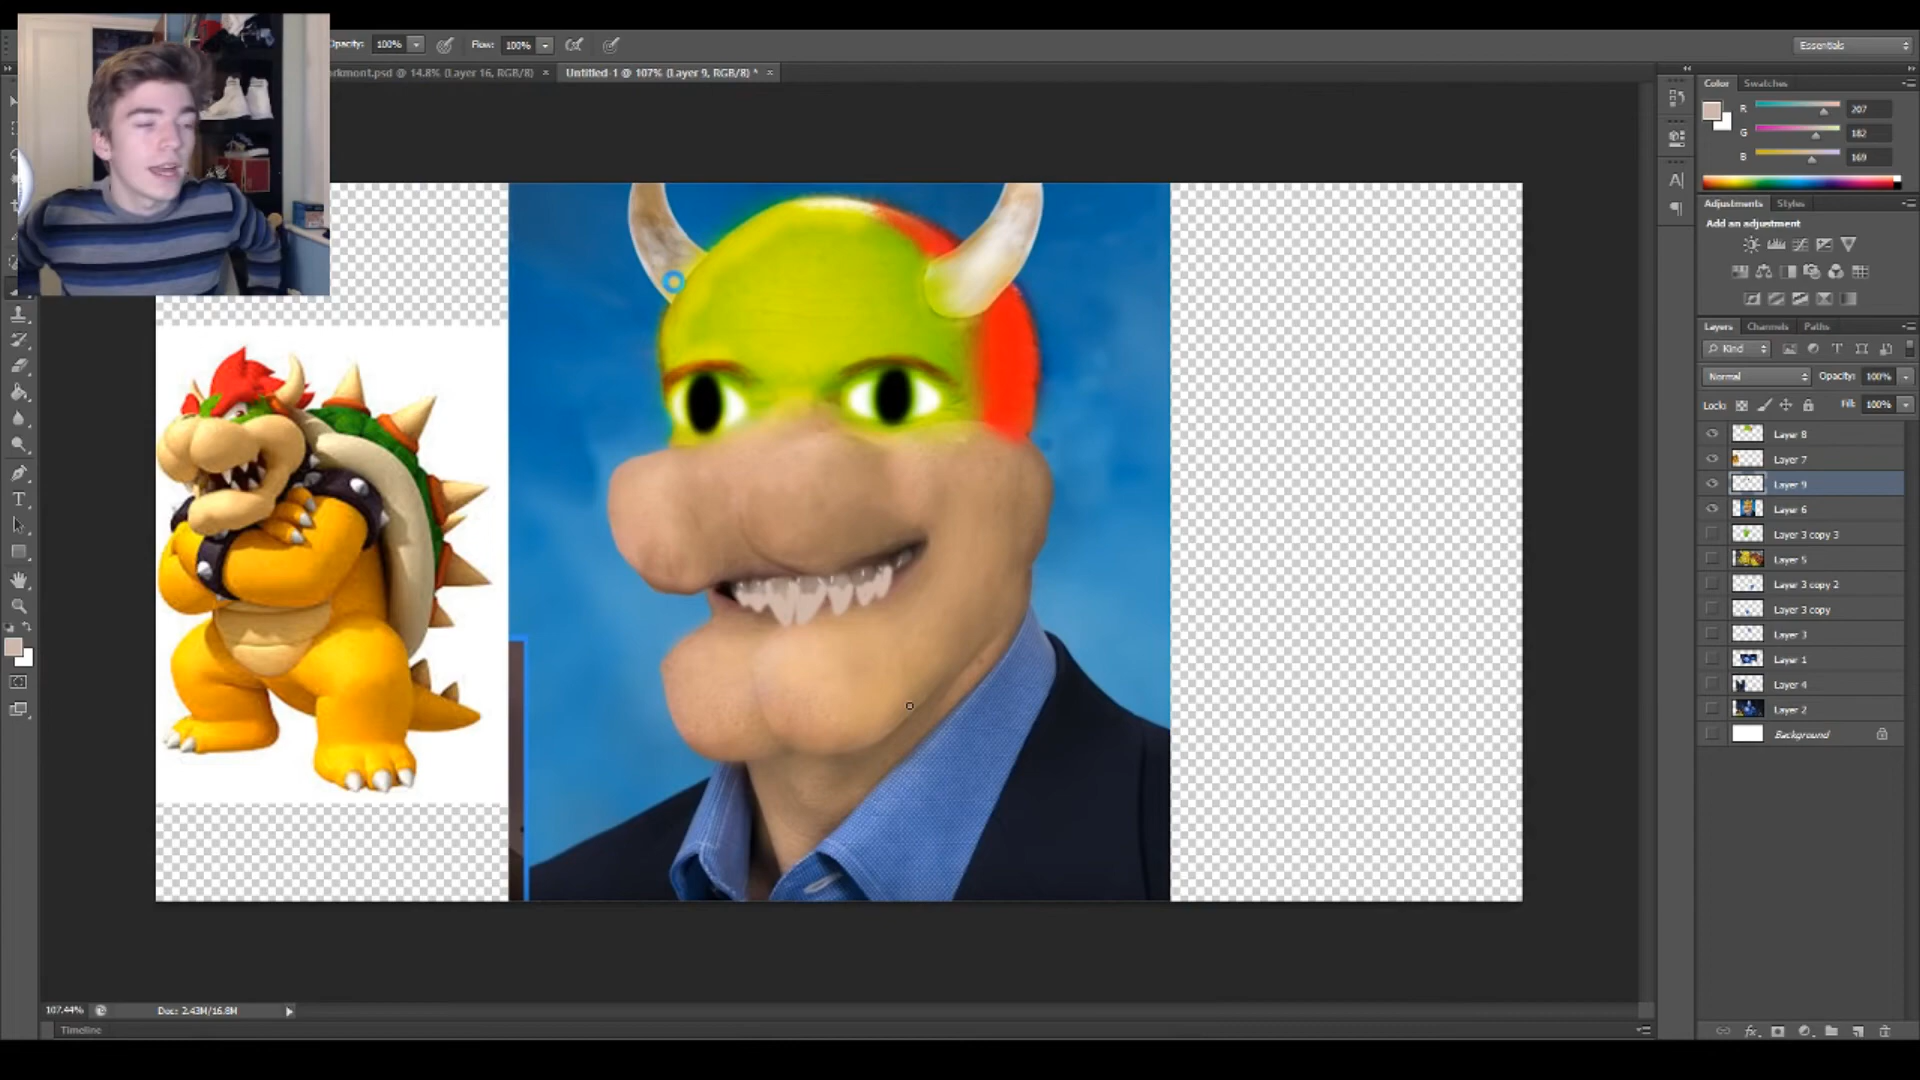 Opacity: 100% Flow: 100% Essentials
rkmont.psd @ 14.8% (Layer 16, RGB/8) × Untitled-1 @ 107% (Layer 9, RGB/8) * ×
Color Swatches
R 207
G 182
B 169
A|
Adjustments Styles
Add an adjustment
Layers Channels Paths
Kind
Normal Opacity: 100%
Lock: Fill: 100%
Layer 8
Layer 7
Layer 9
Layer 6
Layer 3 copy 3
Layer 5
Layer 3 copy 2
Layer 3 copy
Layer 3
Layer 1
Layer 4
Layer 2
Background
107.44% Doc: 2.43M/16.8M
Timeline